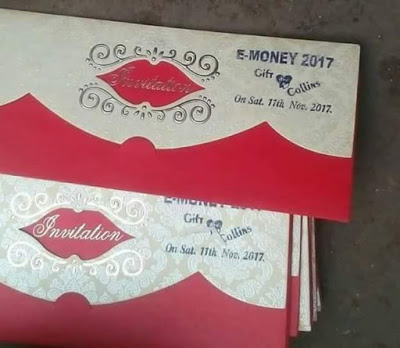 E-MONEY 2017
Gift
Collins
On Sat. 11th Nov. 2017.
Invitation
E-MONEY 2017
Gift
Collins
On Sat. 11th Nov. 2017.
Invitation